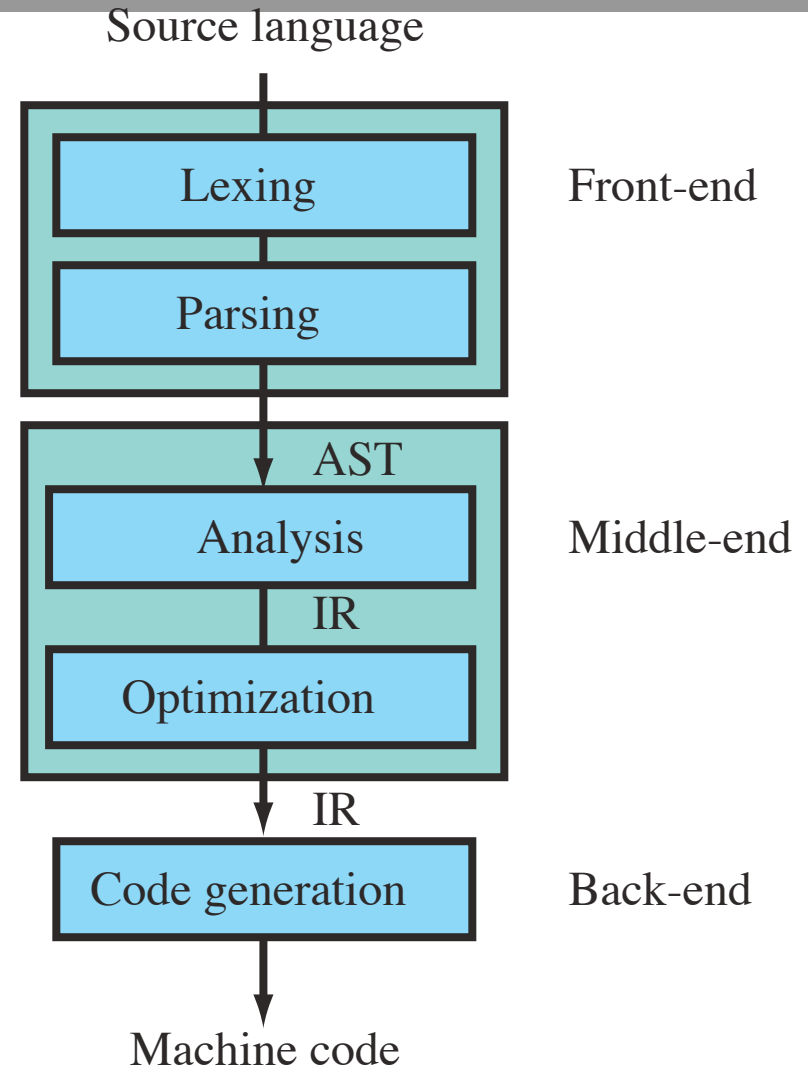 Source language
Lexing
Front-end
Parsing
AST
Analysis
Middle-end
IR
Optimization
IR
Code generation
Back-end
Machine code